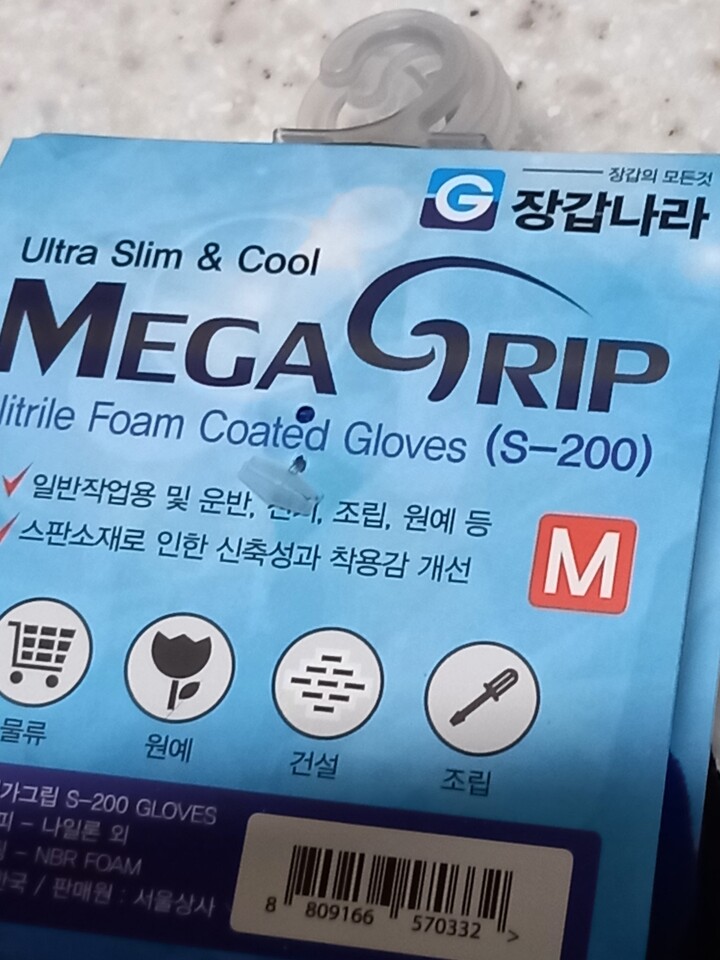 장갑의 모든것
G 장갑나라
Ultra Slim & Cool
MEGAGRIP
litrile Foam Coated Gloves (S-200)
일반작업용 및 운반, 조립, 원예 등
스판소재로 인한 신축성과 착용감 개선
M
물류
원예
건설
조립
가그립 S-200 GLOVES
피 - 나일론 외
- NBR FOAM
한국 / 판매원 : 서울상사
8 809166 570332 >